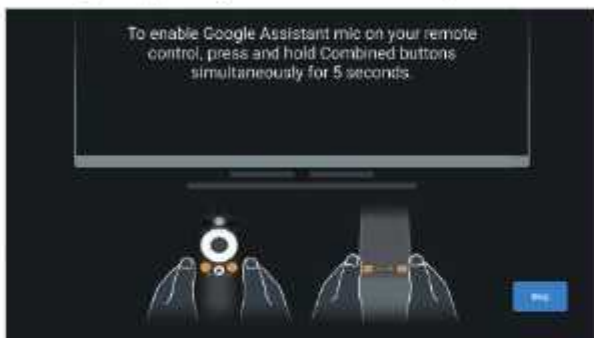 To enable Google Assistant mic on your remote
control, press and hold Combined buttons
simultaneously for 5 seconds.